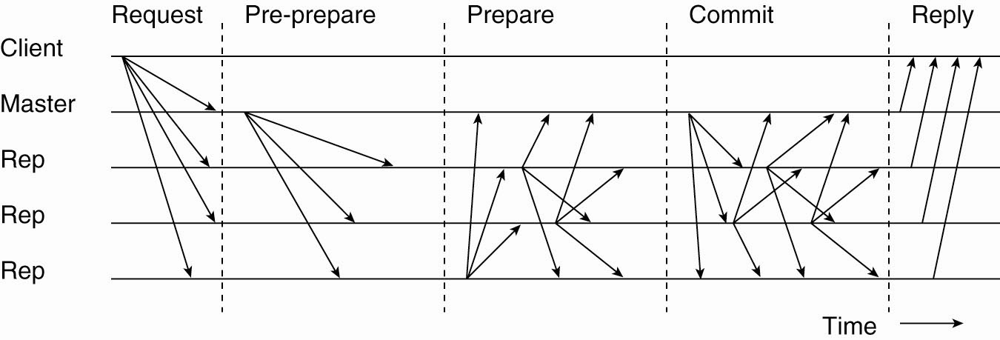 Request Pre-prepare Prepare Commit Reply
Client
Master
Rep
Rep
Rep
Time